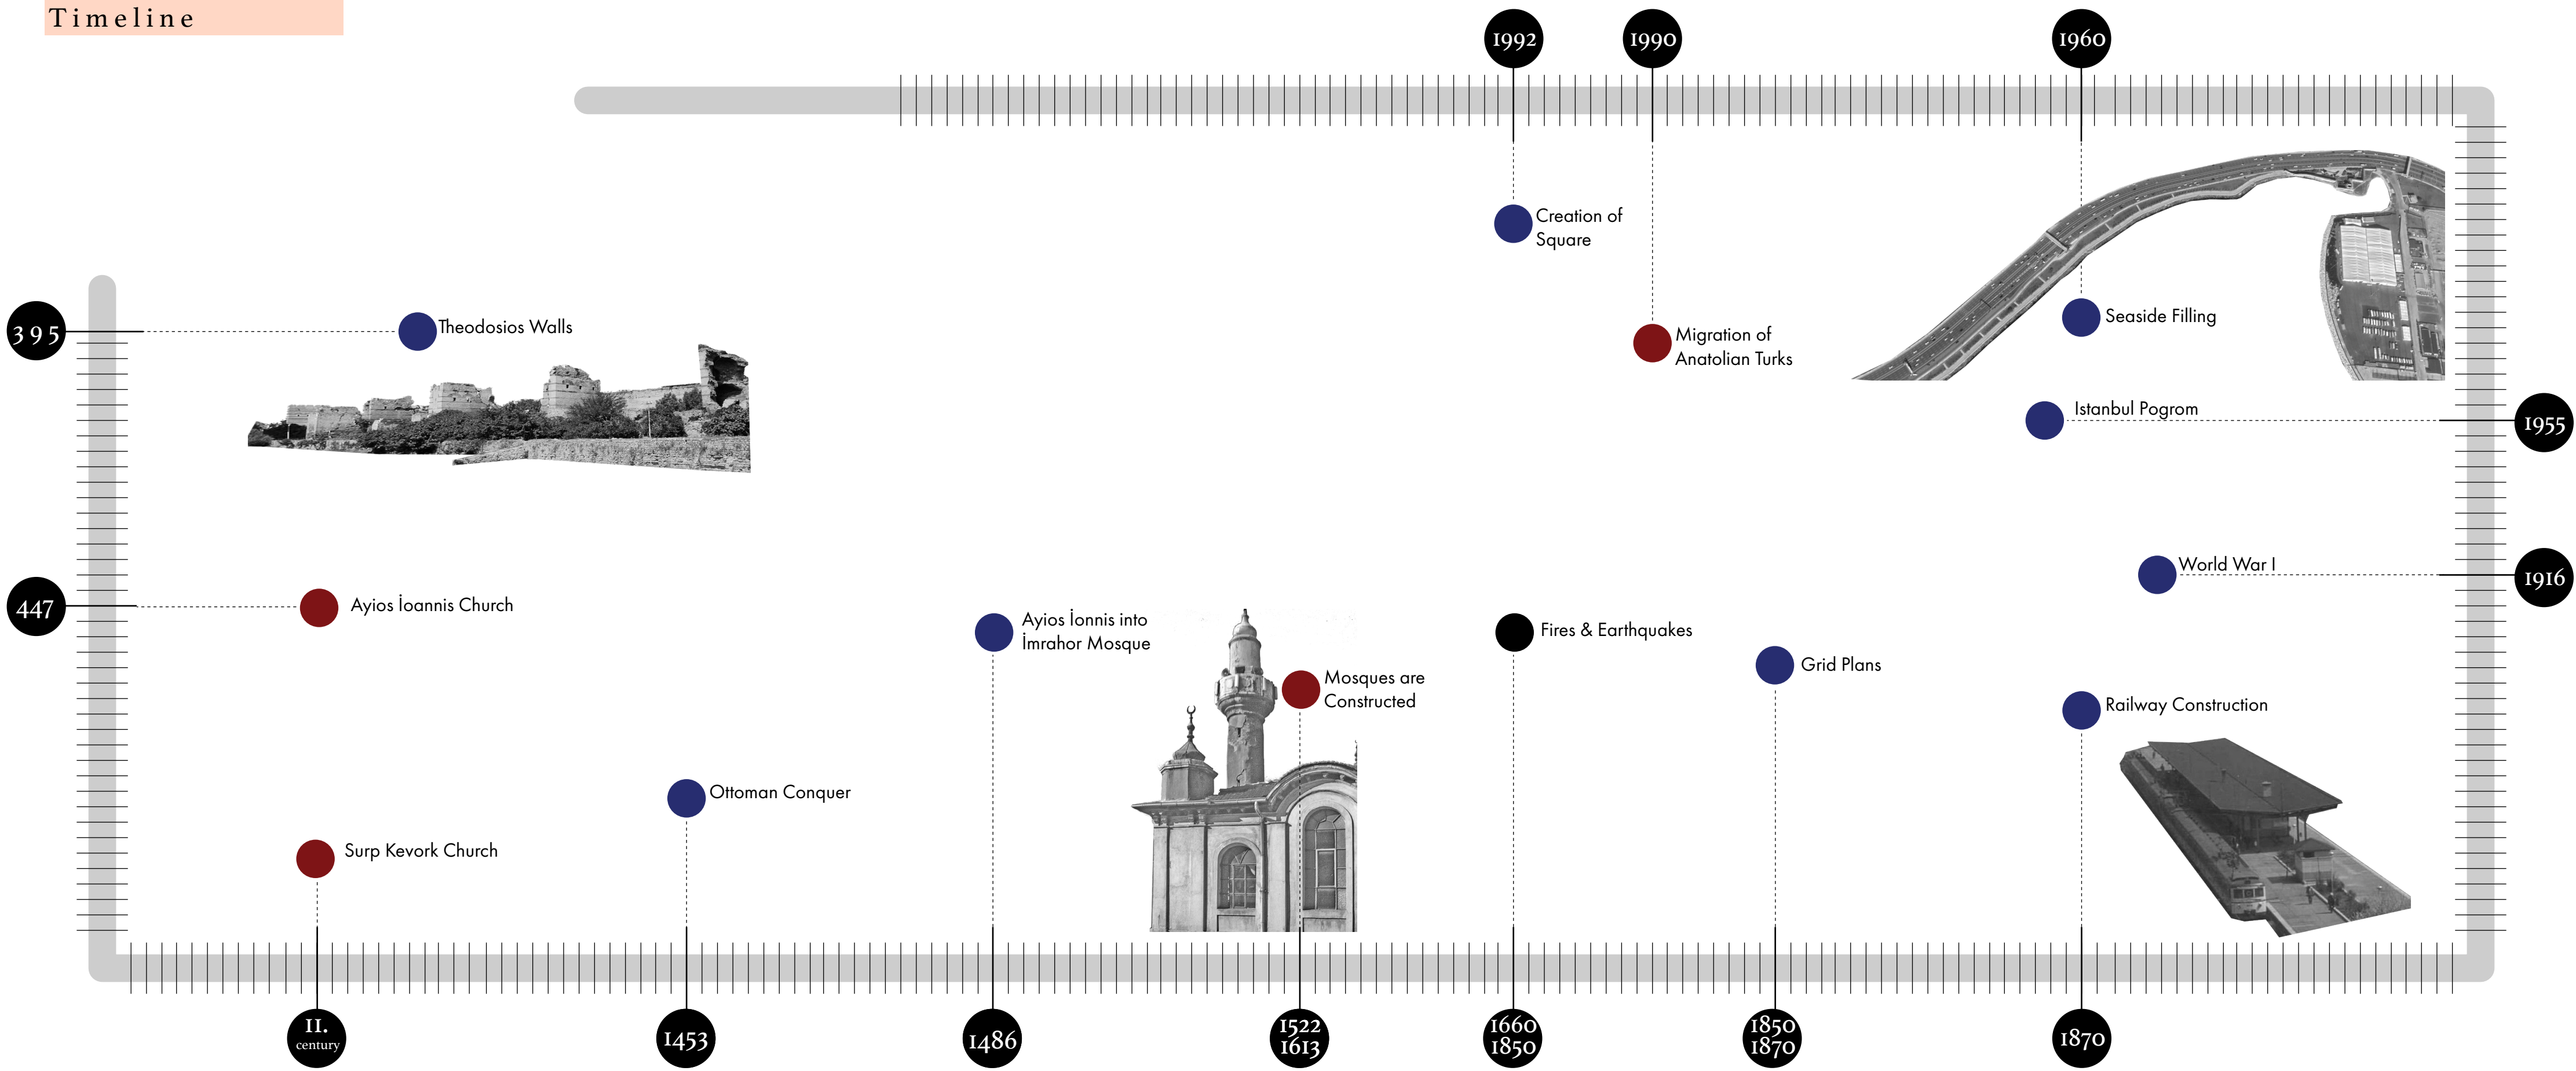 Timeline
1992
1990
1960
Creation of
Square
395
Theodosios Walls
Seaside Filling
Migration of
Anatolian Turks
Istanbul Pogrom
1955
World War I
1916
447
Ayios İoannis Church
Ayios İonnis into
İmrahor Mosque
Fires & Earthquakes
Grid Plans
Mosques are
Constructed
Railway Construction
Ottoman Conquer
Surp Kevork Church
11.
century
1453
1486
1522
1613
1660
1850
1850
1870
1870